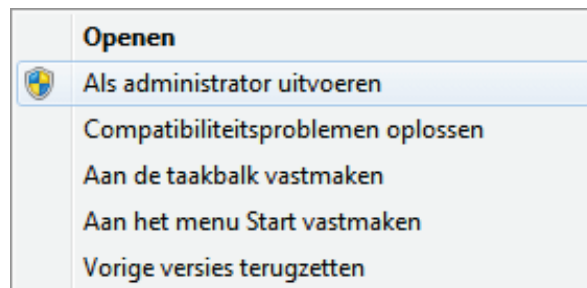 Openen
Als administrator uitvoeren
Compatibiliteitsproblemen oplossen
Aan de taakbalk vastmaken
Aan het menu Start vastmaken
Vorige versies terugzetten